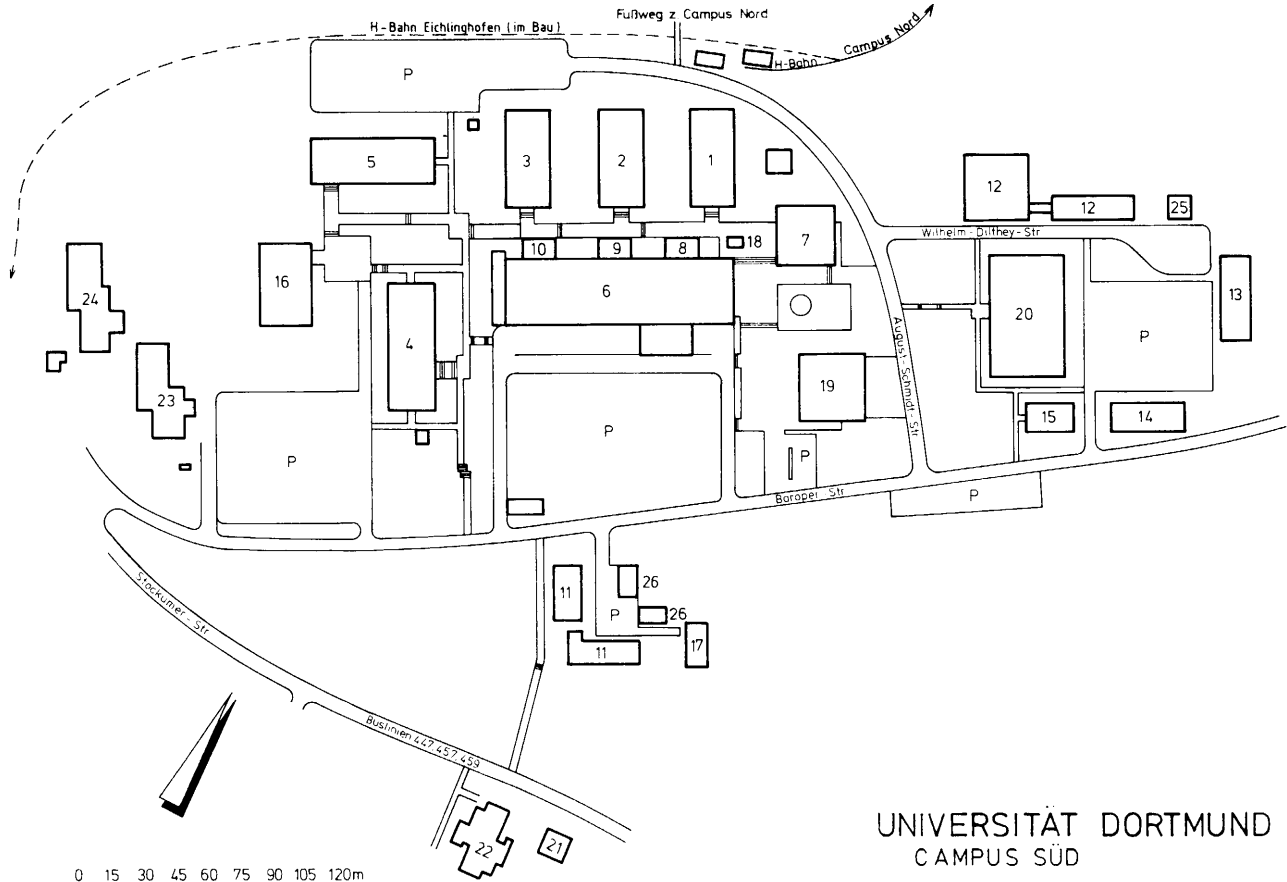 Fußweg z Campus Nord
H-Bahn Eichlinghofen (im Bau)
Campus Nord
H-Bahn
P
5
3
2
1
12
12
25
10
9
8
18
7
Wilhelm-Dilthey-Str
24
16
6
4
20
13
P
August-Schmidt-Str
19
23
15
14
P
P
P
Baroper-Str
P
Stockumer-Str
11
26
P
26
11
17
Buslinien 447,457,459
22
21
UNIVERSITÄT DORTMUND
CAMPUS SÜD
0 15 30 45 60 75 90 105 120m